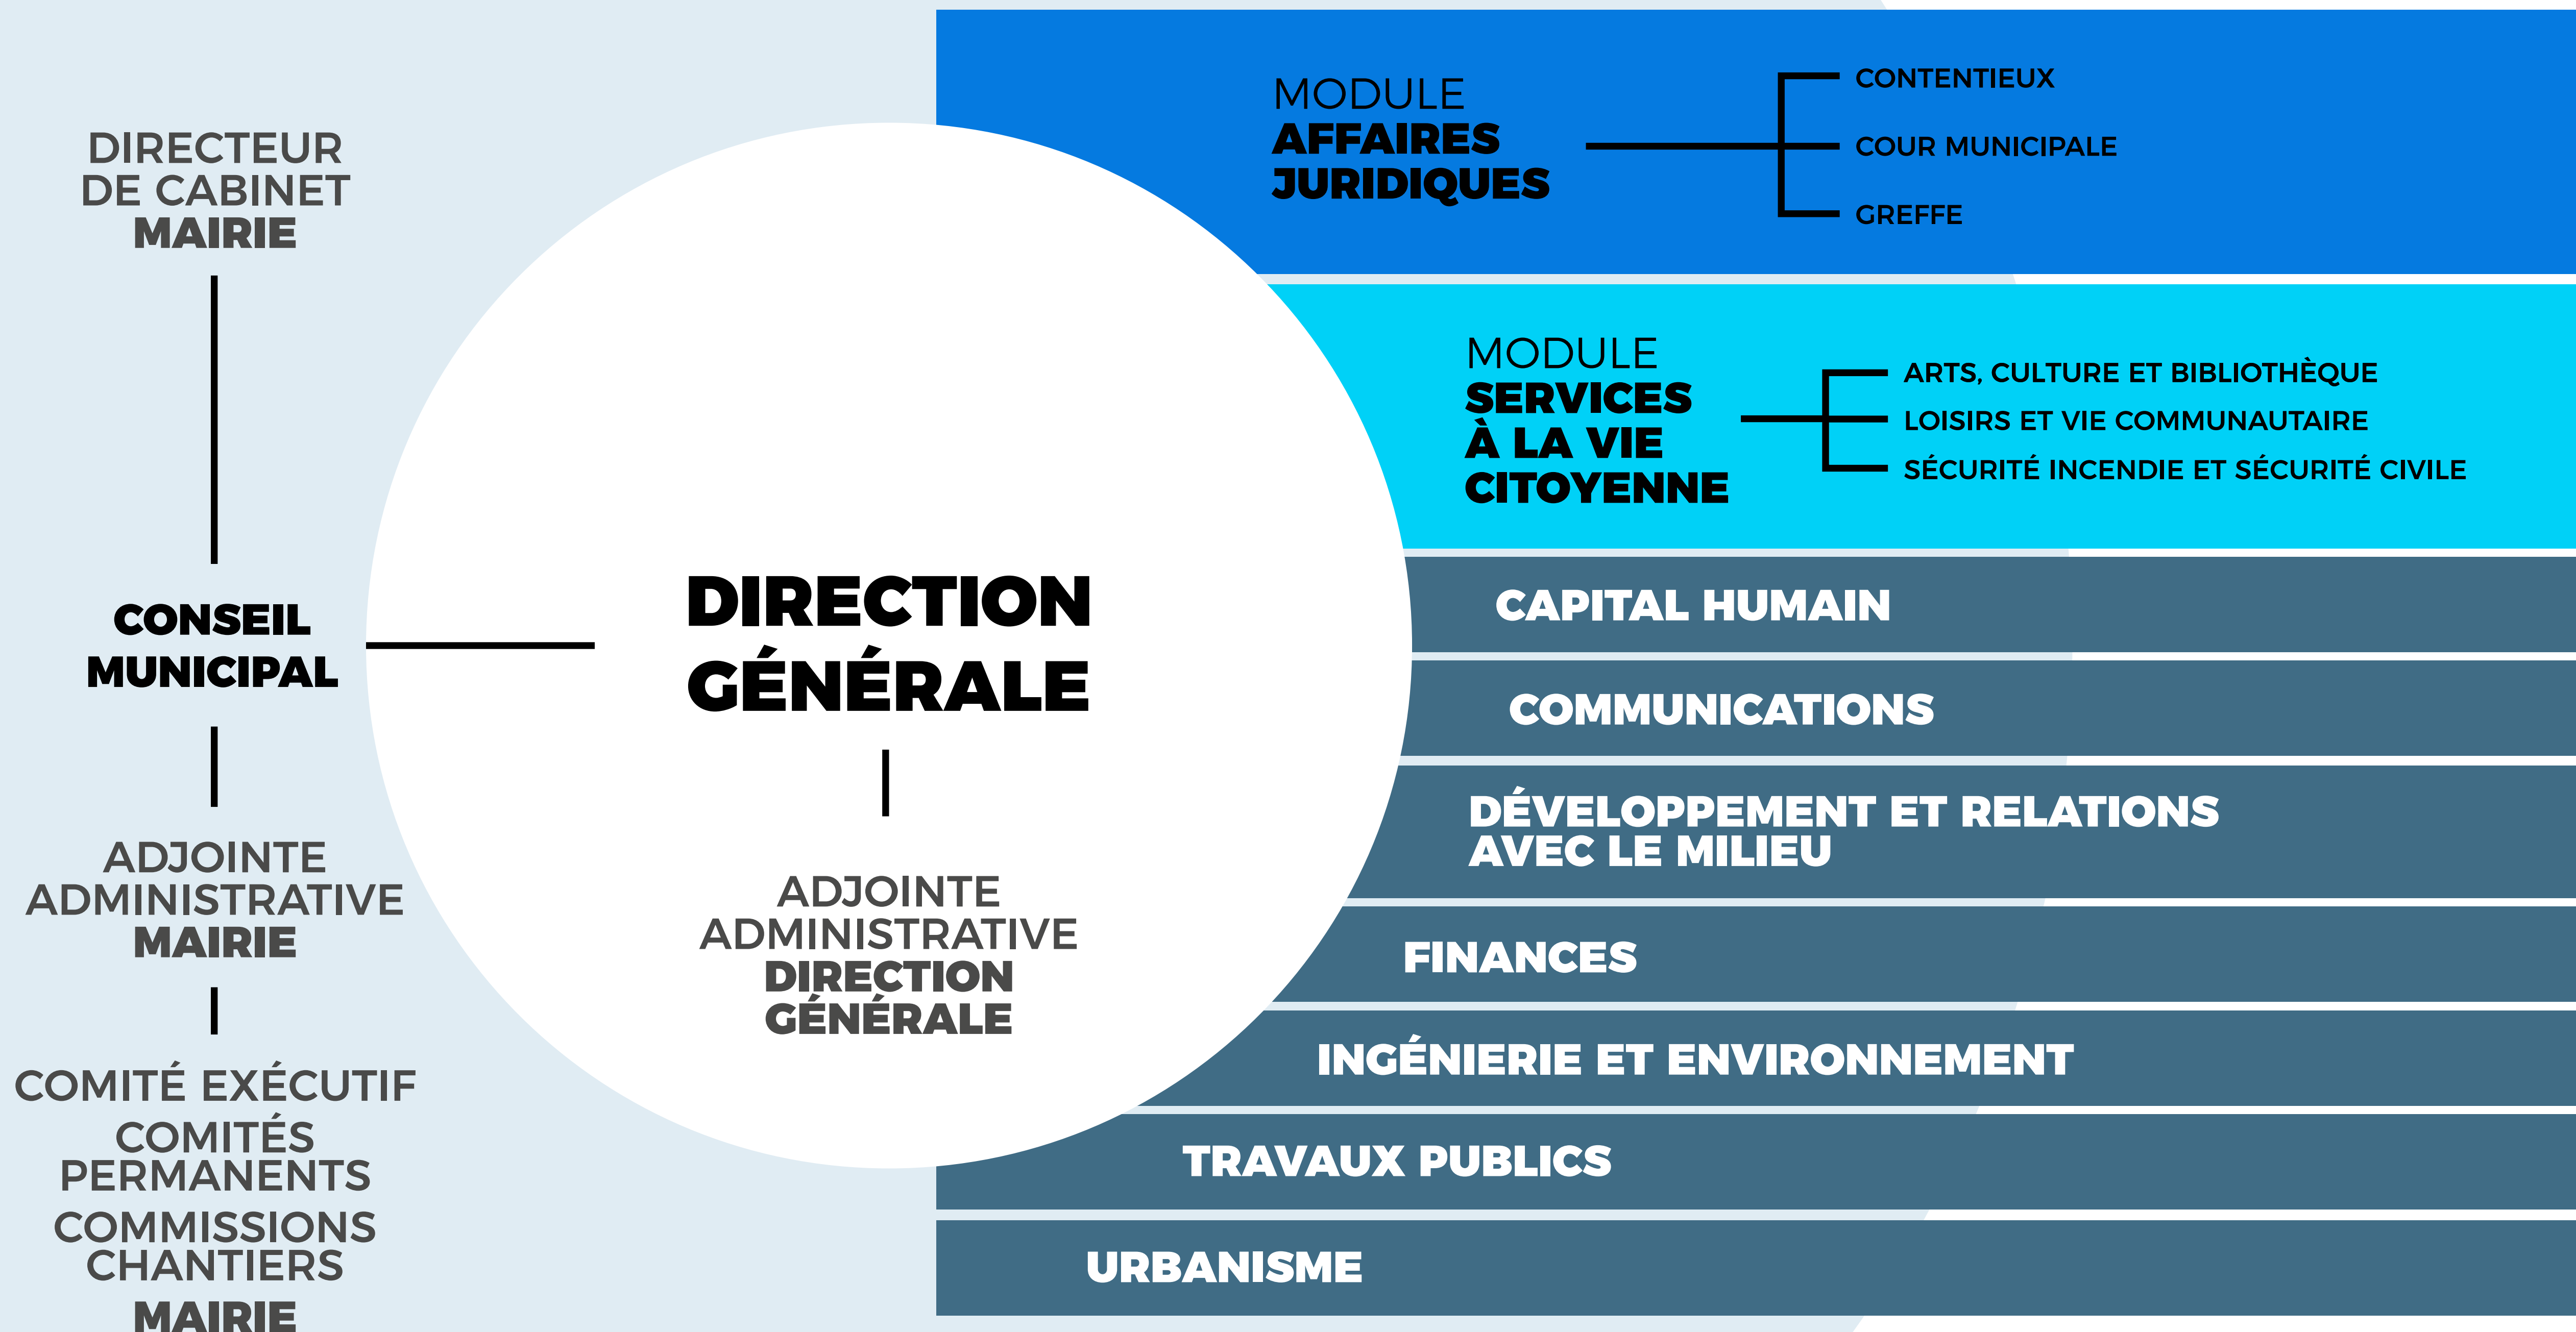 DIRECTEUR
DE CABINET
MAIRIE
CONSEIL
MUNICIPAL
ADJOINTE
ADMINISTRATIVE
MAIRIE
COMITÉ EXÉCUTIF
COMITÉS
PERMANENTS
COMMISSIONS
CHANTIERS
MAIRIE
DIRECTION
GÉNÉRALE
ADJOINTE
ADMINISTRATIVE
DIRECTION
GÉNÉRALE
MODULE
AFFAIRES
JURIDIQUES
CONTENTIEUX
COUR MUNICIPALE
GREFFE
MODULE
SERVICES
À LA VIE
CITOYENNE
ARTS, CULTURE ET BIBLIOTHÈQUE
LOISIRS ET VIE COMMUNAUTAIRE
SÉCURITÉ INCENDIE ET SÉCURITÉ CIVILE
CAPITAL HUMAIN
COMMUNICATIONS
DÉVELOPPEMENT ET RELATIONS
AVEC LE MILIEU
FINANCES
INGÉNIERIE ET ENVIRONNEMENT
TRAVAUX PUBLICS
URBANISME